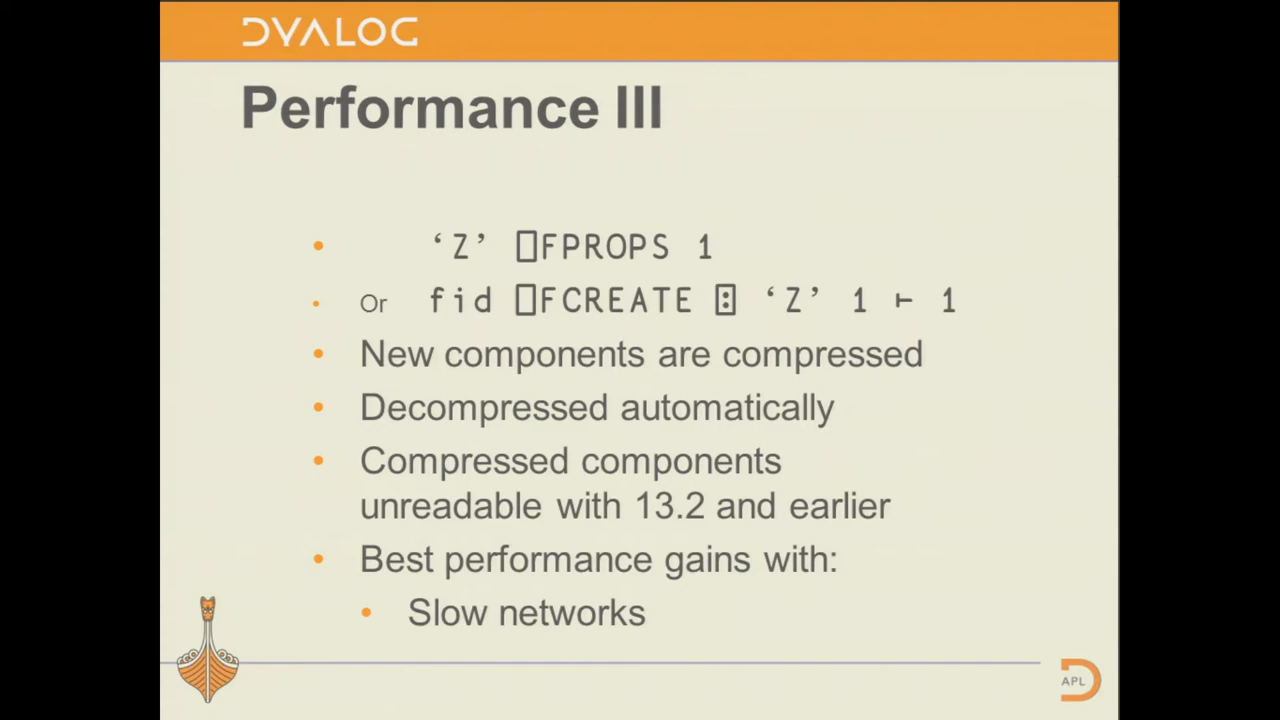 DYALOG
Performance III
• ‘Z’ ⎕FPROPS 1
• Or fid ⎕FCREATE ⍠ ‘Z’ 1 ⊢ 1
• New components are compressed
• Decompressed automatically
• Compressed components
unreadable with 13.2 and earlier
• Best performance gains with:
• Slow networks
APL